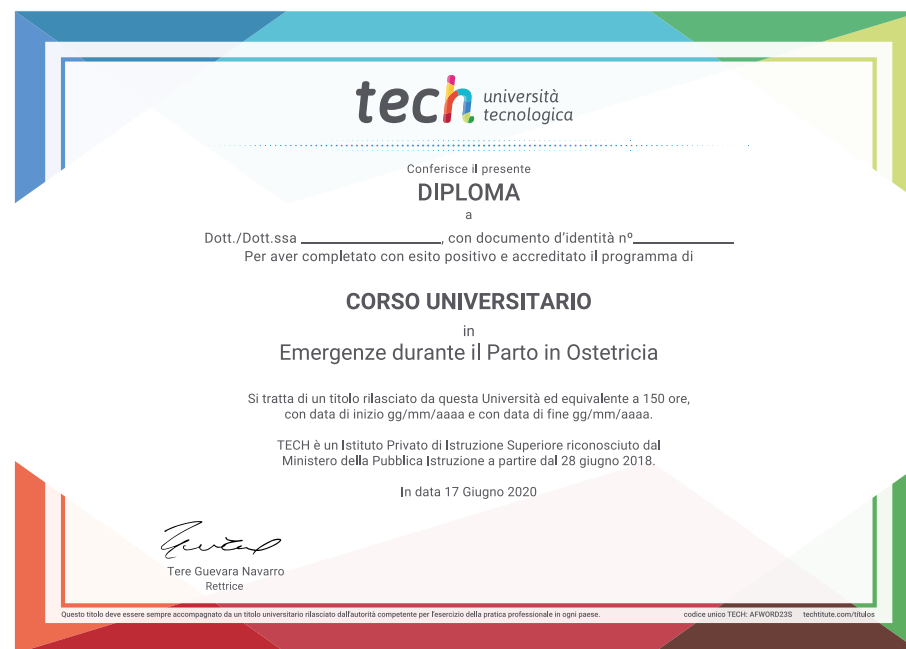 tech università
tecnologica
Conferisce il presente
DIPLOMA
a
Dott./Dott.ssa ________________, con documento d'identità nº____________
Per aver completato con esito positivo e accreditato il programma di
CORSO UNIVERSITARIO
in
Emergenze durante il Parto in Ostetricia
Si tratta di un titolo rilasciato da questa Università ed equivalente a 150 ore,
con data di inizio gg/mm/aaaa e con data di fine gg/mm/aaaa.
TECH è un Istituto Privato di Istruzione Superiore riconosciuto dal
Ministero della Pubblica Istruzione a partire dal 28 giugno 2018.
In data 17 Giugno 2020
Tere Guevara Navarro
Rettrice
Questo titolo deve essere sempre accompagnato da un titolo universitario rilasciato dall'autorità competente per l'esercizio della pratica professionale in ogni paese. codice unico TECH: AFWORD23S techtitute.com/titulos